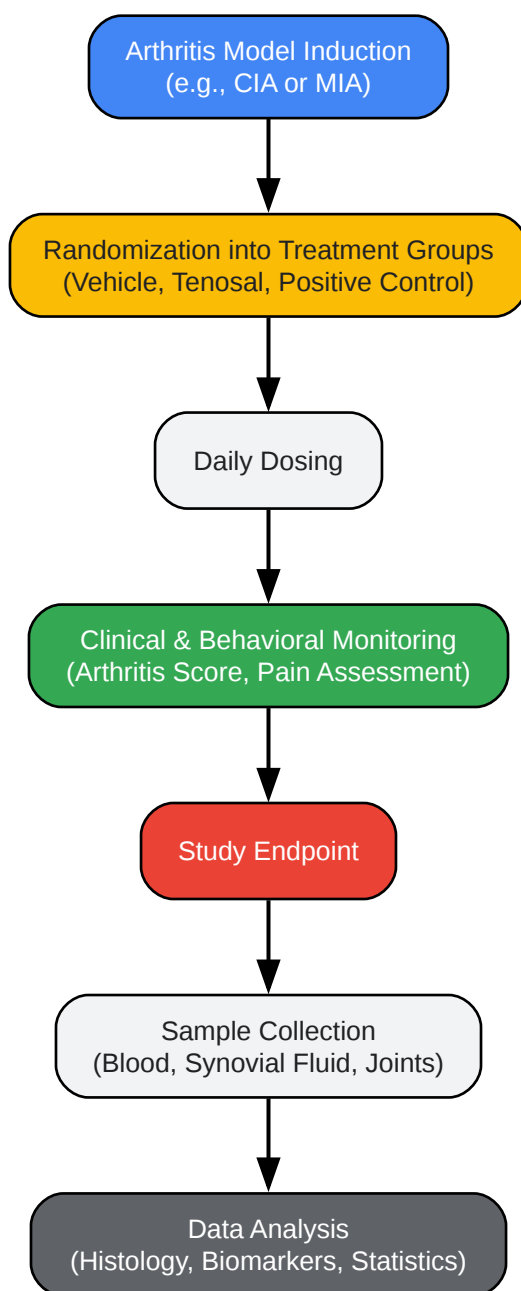 Arthritis Model Induction
(e.g., CIA or MIA)
Randomization into Treatment Groups
(Vehicle, Tenosal, Positive Control)
Daily Dosing
Clinical & Behavioral Monitoring
(Arthritis Score, Pain Assessment)
Study Endpoint
Sample Collection
(Blood, Synovial Fluid, Joints)
Data Analysis
(Histology, Biomarkers, Statistics)